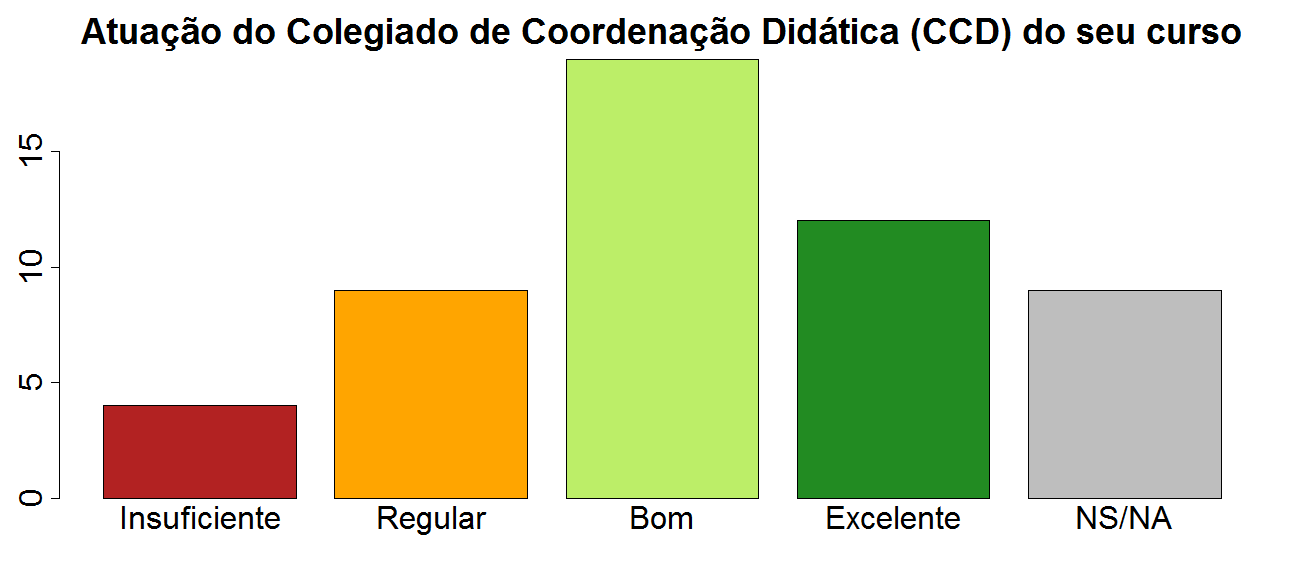 Atuação do Colegiado de Coordenação Didática (CCD) do seu curso
15
10
5
0
Insuficiente Regular Bom Excelente NS/NA